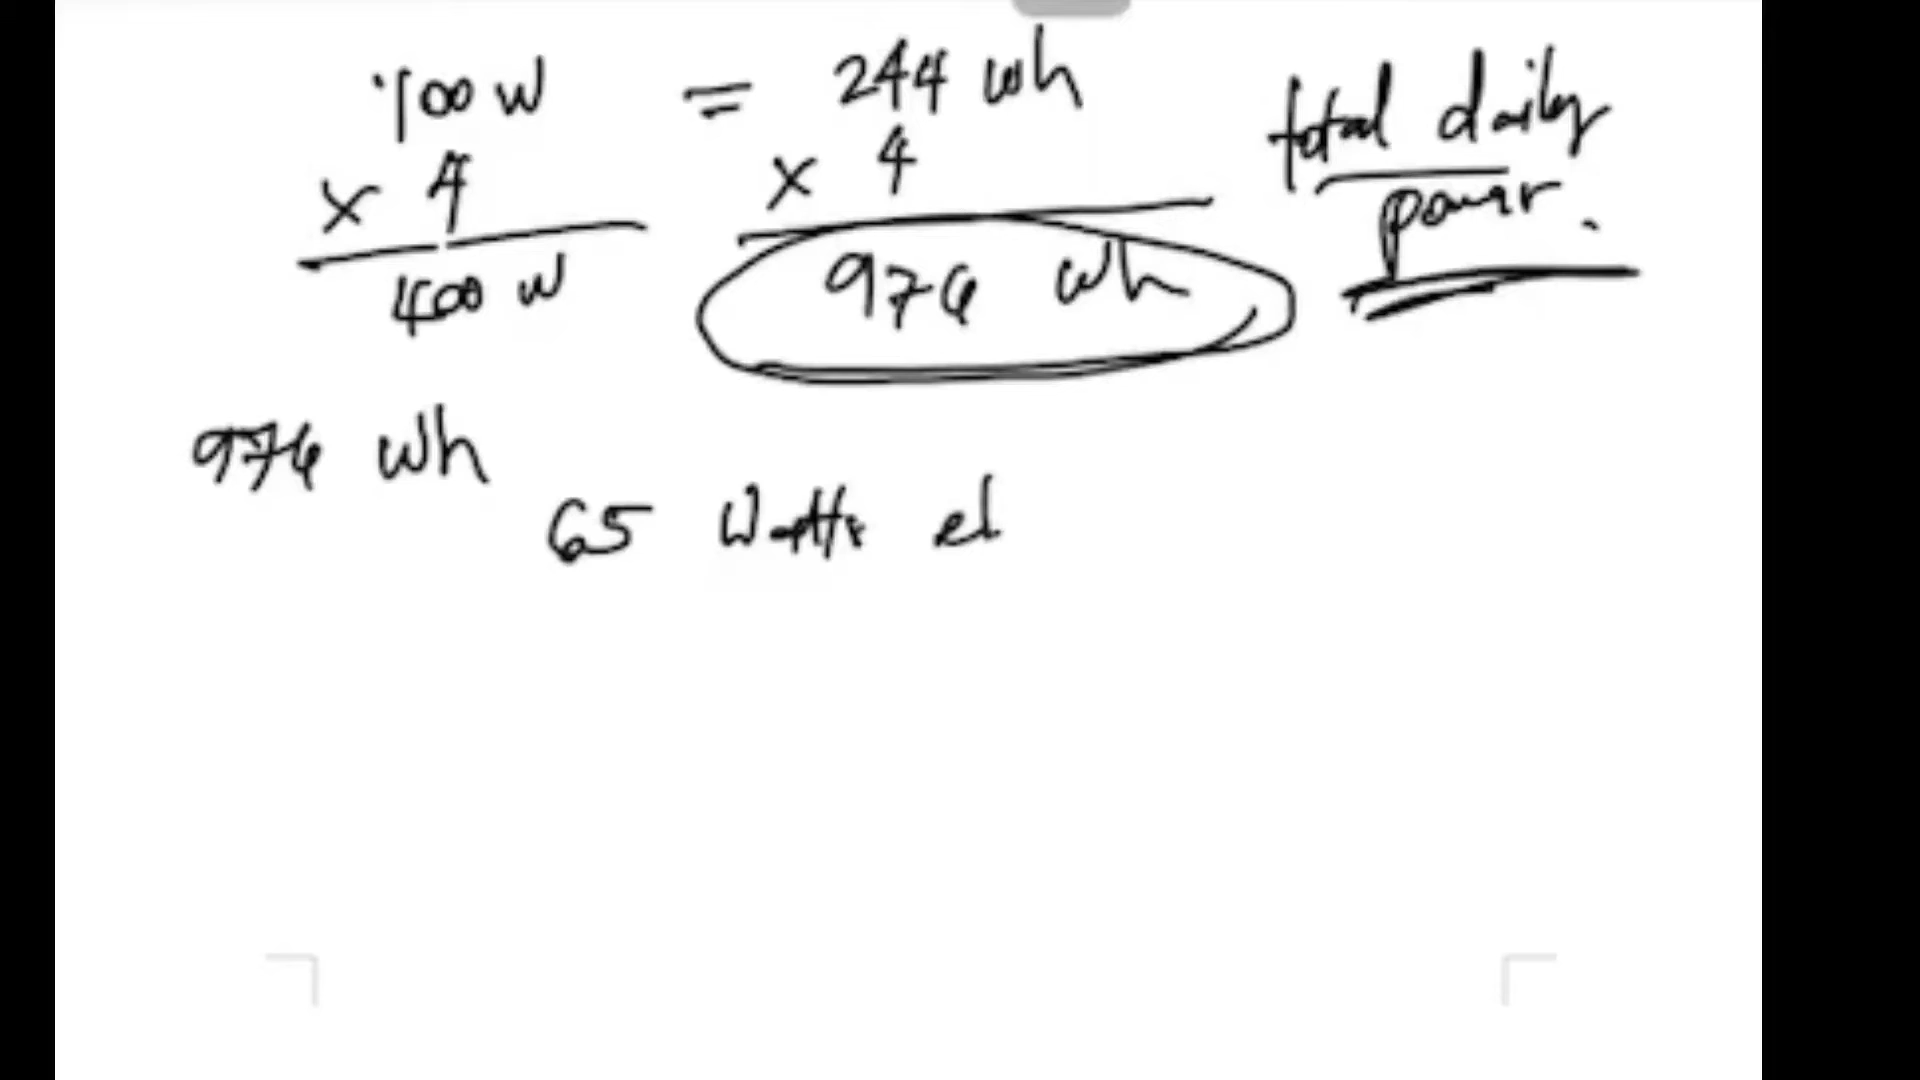 100 W = 244 wh total daily
x 4 x 4 power.
400 W 976 wh
976 Wh
65 Watts el